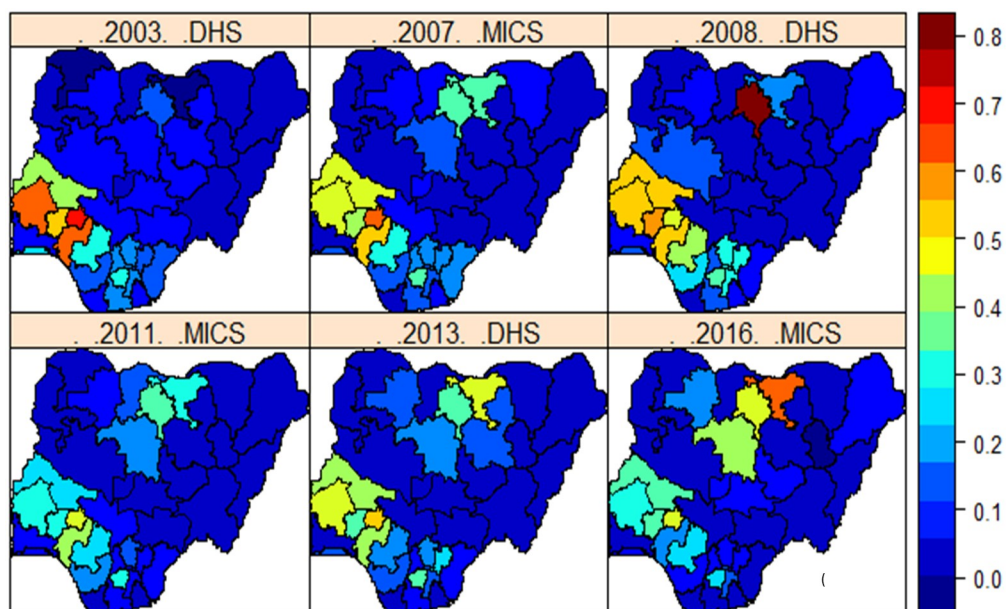 . .2003. .DHS
. .2007. .MICS
. .2008. .DHS
. .2011. .MICS
. .2013. .DHS
. .2016. .MICS
0.8
0.7
0.6
0.5
0.4
0.3
0.2
0.1
0.0
(